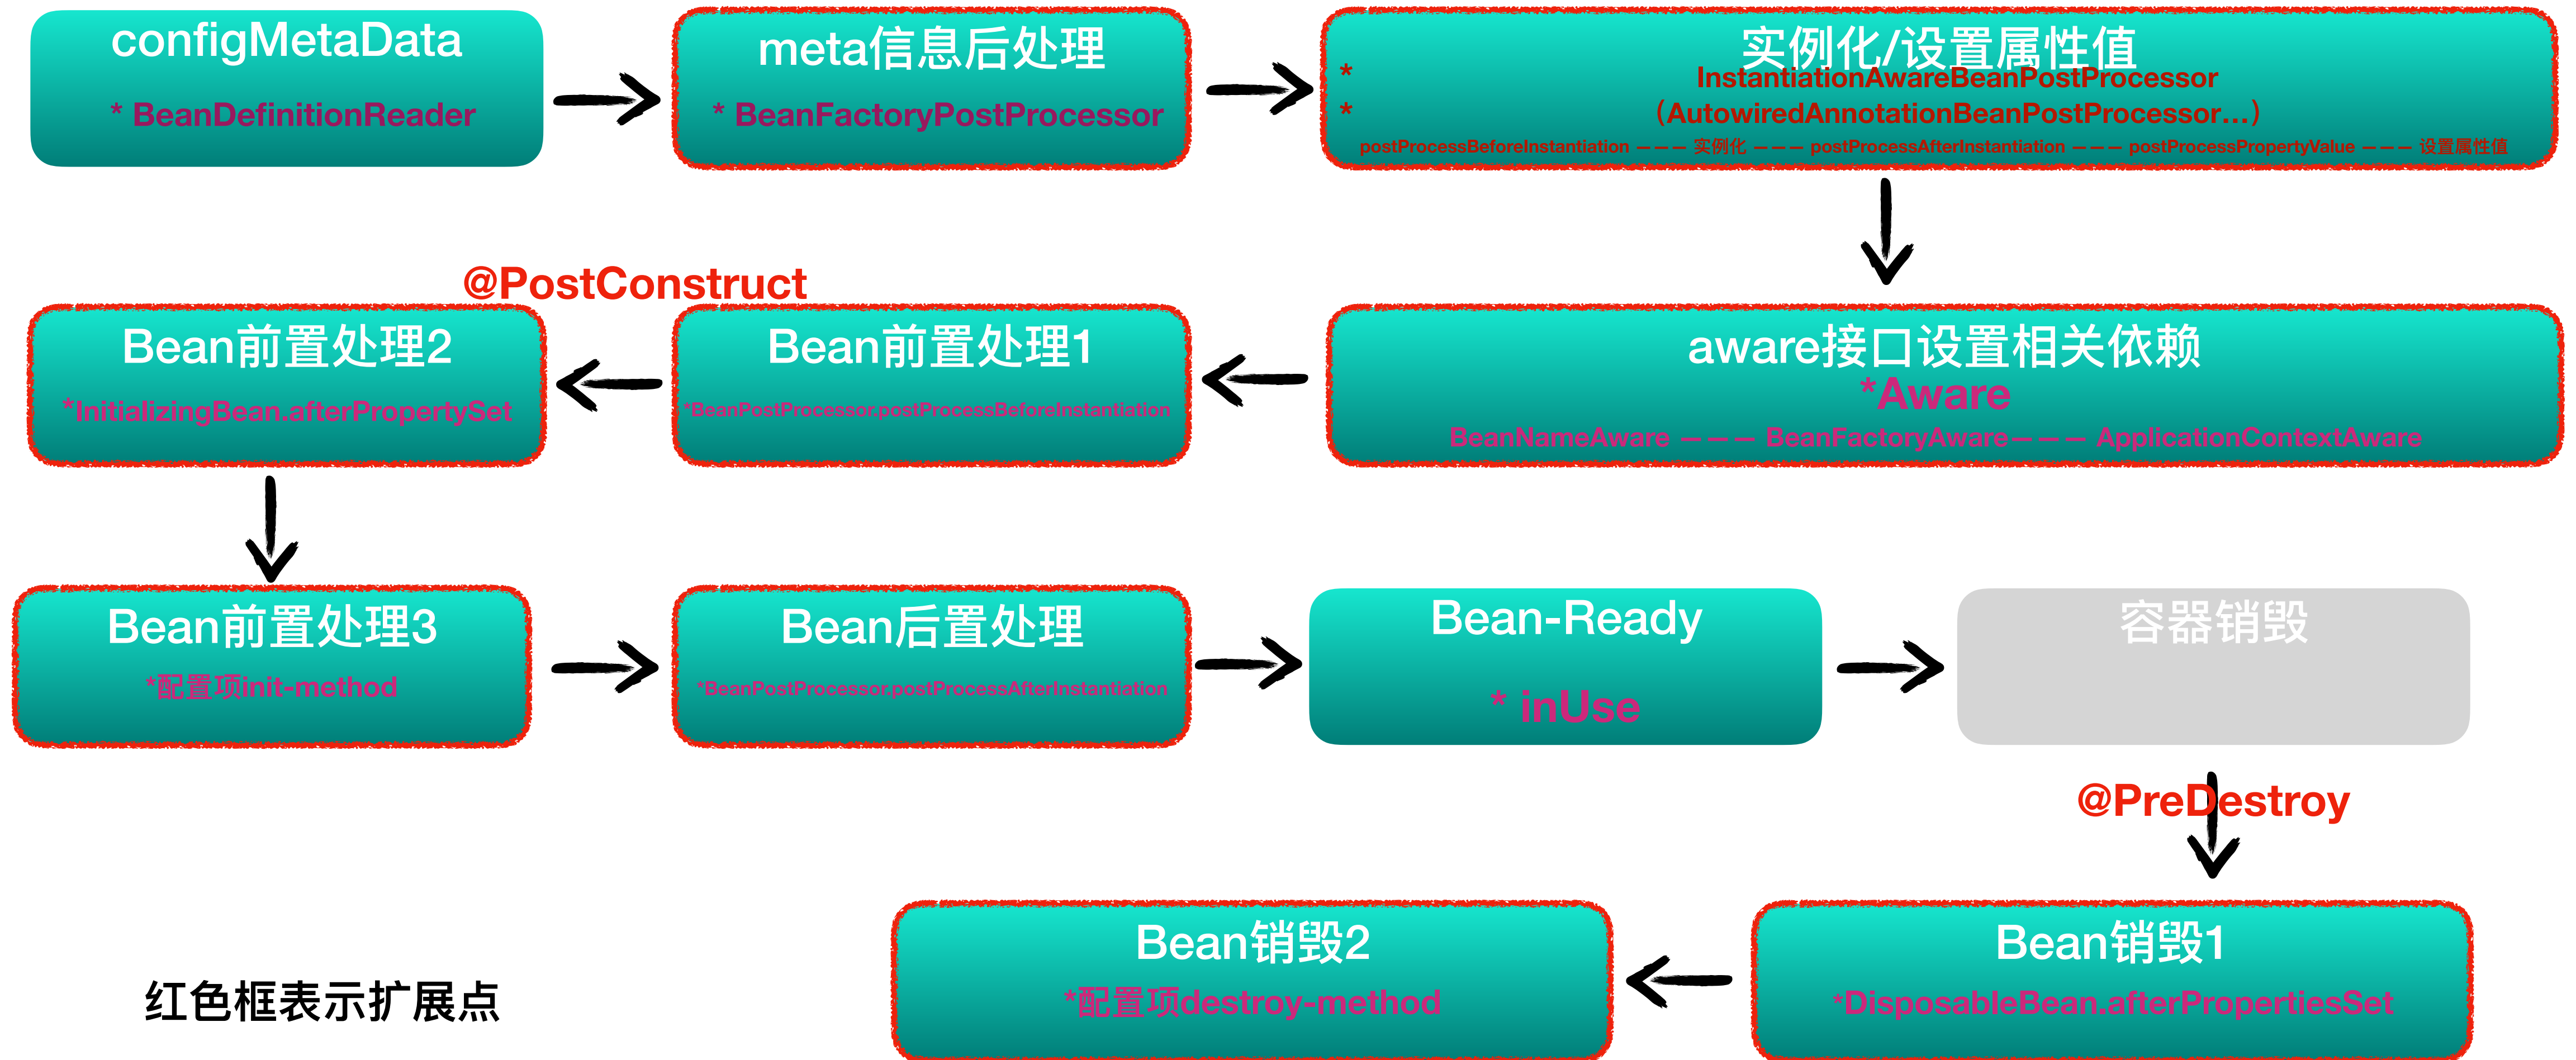 configMetaData
* BeanDefinitionReader
meta信息后处理
* BeanFactoryPostProcessor
实例化/设置属性值
* InstantiationAwareBeanPostProcessor
* （AutowiredAnnotationBeanPostProcessor...）
postProcessBeforeInstantiation ——— 实例化 ——— postProcessAfterInstantiation ——— postProcessPropertyValue ——— 设置属性值
aware接口设置相关依赖
*Aware
BeanNameAware ——— BeanFactoryAware——— ApplicationContextAware
Bean前置处理1
*BeanPostProcessor.postProcessBeforeInstantiation
@PostConstruct
Bean前置处理2
*InitializingBean.afterPropertySet
Bean前置处理3
*配置项init-method
Bean后置处理
*BeanPostProcessor.postProcessAfterInstantiation
Bean-Ready
* inUse
容器销毁
@PreDestroy
Bean销毁1
*DisposableBean.afterPropertiesSet
Bean销毁2
*配置项destroy-method
红色框表示扩展点